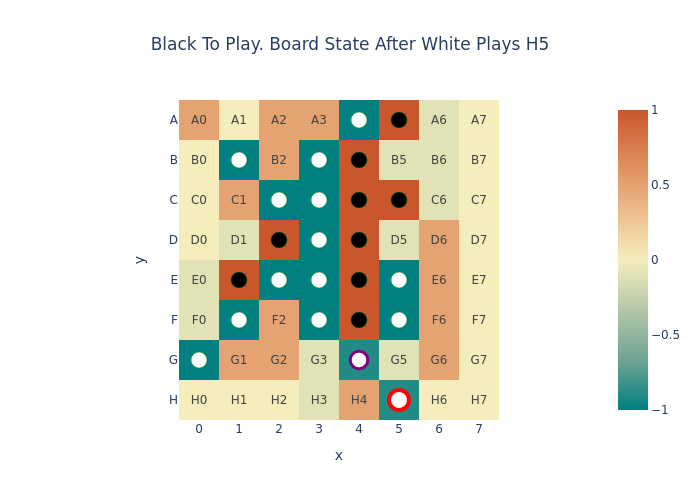 Black To Play. Board State After White Plays H5
A A0 A1 A2 A3 A6 A7
B B0 B2 B5 B6 B7
C C0 C1 C6 C7
D D0 D1 D5 D6 D7
E E0 E6 E7
F F0 F2 F6 F7
G G1 G2 G3 G5 G6 G7
H H0 H1 H2 H3 H4 H6 H7
0 1 2 3 4 5 6 7
x
y
1
0.5
0
−0.5
−1